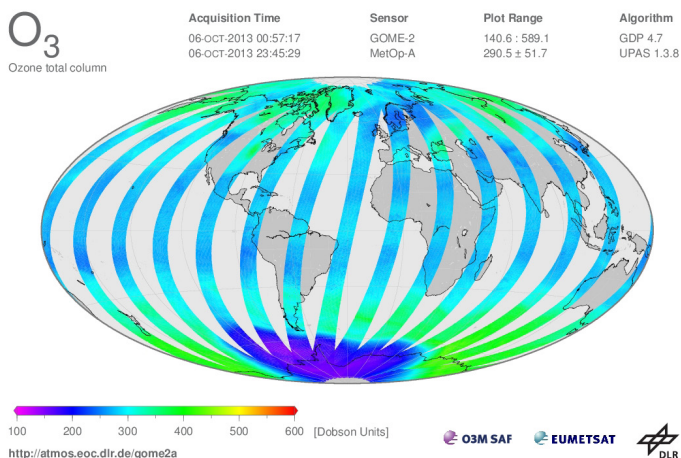 O3
Ozone total column
Acquisition Time Sensor Plot Range Algorithm
06-OCT-2013 00:57:17 GOME-2 140.6 : 589.1 GDP 4.7
06-OCT-2013 23:45:29 MetOp-A 290.5 ± 51.7 UPAS 1.3.8
100 200 300 400 500 600 [Dobson Units]
O3M SAF EUMETSAT DLR
http://atmos.eoc.dlr.de/gome2a